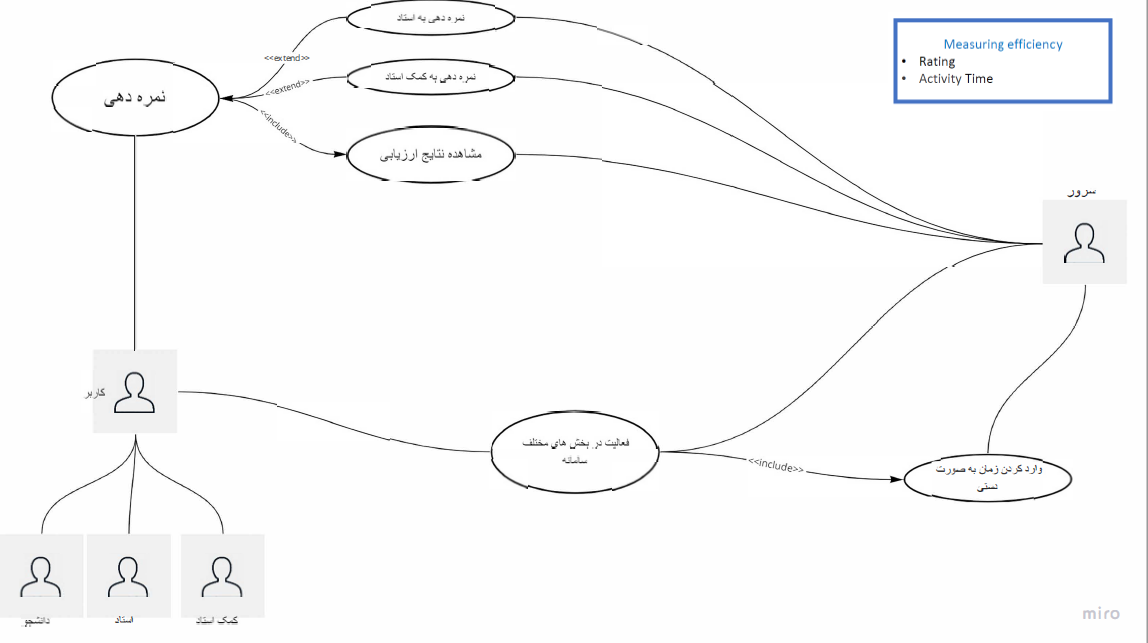 نمره دهی به استاد
Measuring efficiency
• Rating
• Activity Time
<<extend>>
نمره دهی به کمک استاد
<<extend>>
نمره دهی
<<include>>
مشاهده نتایج ارزیابی
سرور
کاربر
فعالیت در بخش های مختلف
سامانه
<<include>>
وارد کردن زمان به صورت
دستی
دانشجو
استاد
کمک استاد
miro